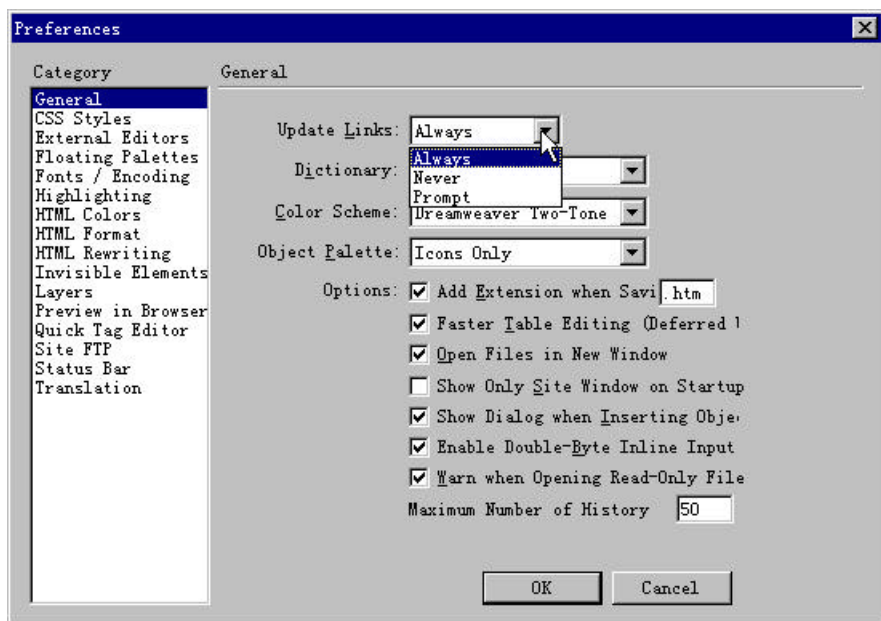 Preferences
Category
General
CSS Styles
External Editors
Floating Palettes
Fonts / Encoding
Highlighting
HTML Colors
HTML Format
HTML Rewriting
Invisible Elements
Layers
Preview in Browser
Quick Tag Editor
Site FTP
Status Bar
Translation
General
Update Links: Always
Always
Never
Prompt
Dictionary:
Color Scheme: Dreamweaver Two-Tone
Object Palette: Icons Only
Options: Add Extension when Savi .htm
Faster Table Editing (Deferred
Open Files in New Window
Show Only Site Window on Startup
Show Dialog when Inserting Obje
Enable Double-Byte Inline Input
Warn when Opening Read-Only File
Maximum Number of History 50
OK Cancel